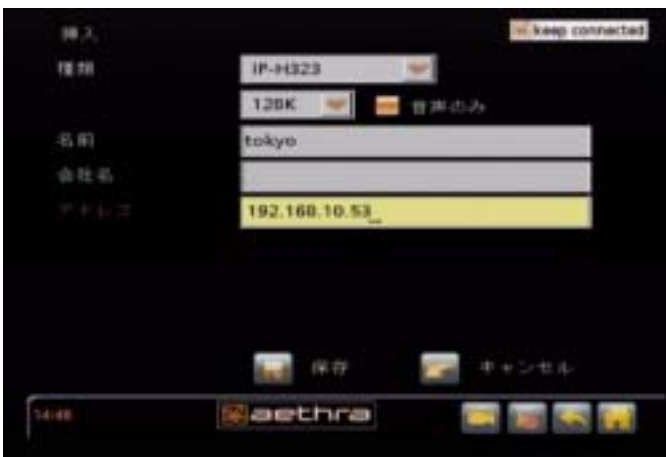 挿入
keep connected
種類 IP-H323
128K 音声のみ
名前 tokyo
会社名
アドレス 192.168.10.53_
保存 キャンセル
14:48 aethra